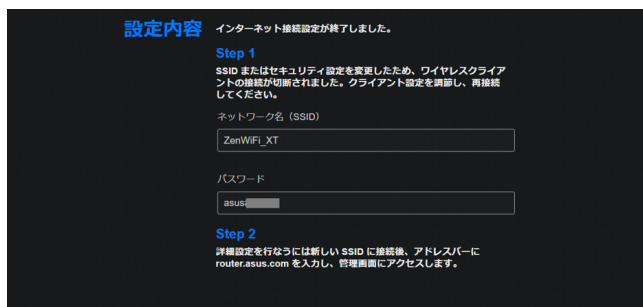 設定内容
インターネット接続設定が終了しました。
Step 1
SSID またはセキュリティ設定を変更したため、ワイヤレスクライア
ントの接続が切断されました。クライアント設定を調節し、再接続
してください。
ネットワーク名（SSID）
ZenWiFi_XT
パスワード
asus
Step 2
詳細設定を行なうには新しい SSID に接続後、アドレスバーに
router.asus.com を入力し、管理画面にアクセスします。